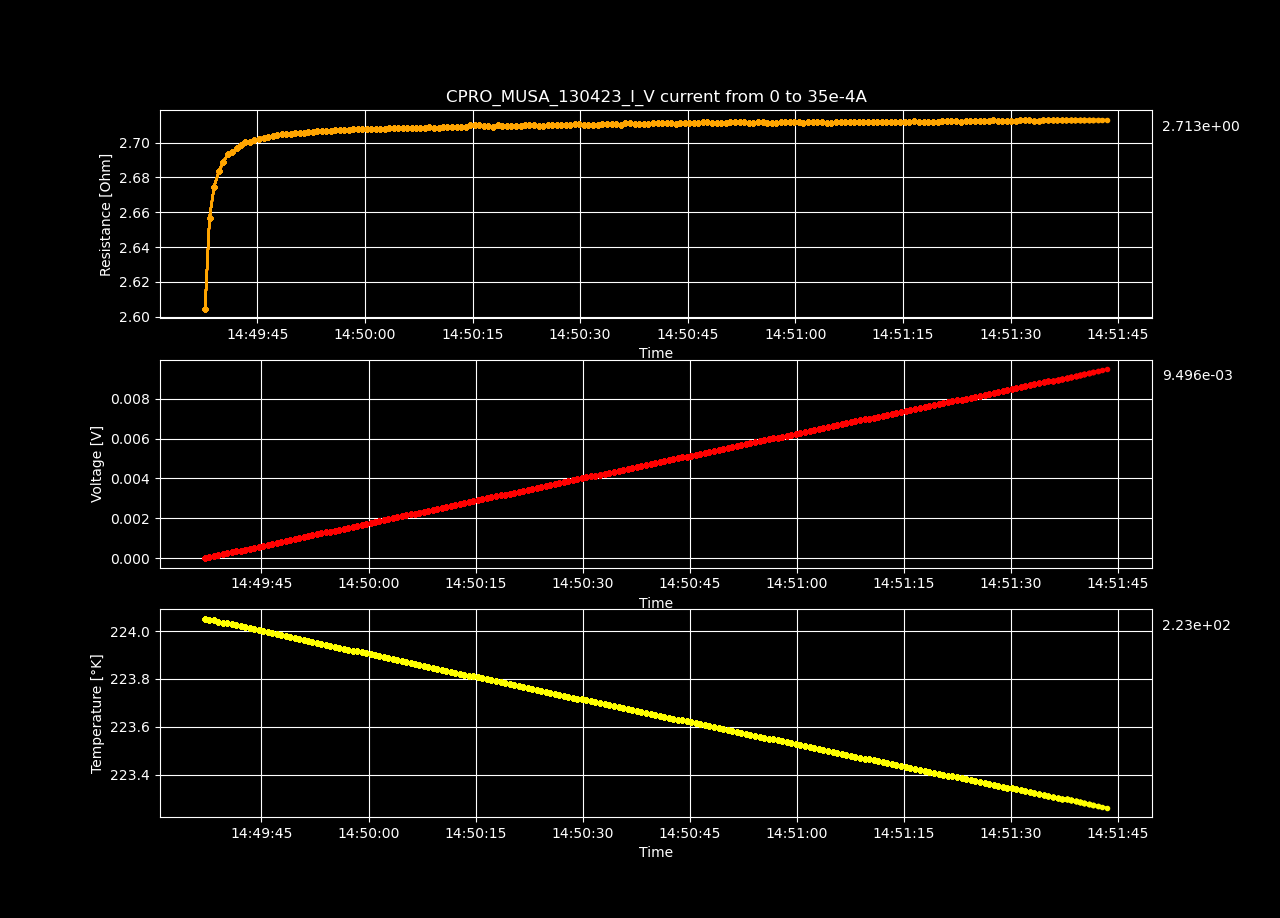 CPRO_MUSA_130423_I_V current from 0 to 35e-4A
2.713e+00
Resistance [Ohm]
2.70
2.68
2.66
2.64
2.62
2.60
14:49:45 14:50:00 14:50:15 14:50:30 14:50:45 14:51:00 14:51:15 14:51:30 14:51:45
Time
9.496e-03
Voltage [V]
0.008
0.006
0.004
0.002
0.000
14:49:45 14:50:00 14:50:15 14:50:30 14:50:45 14:51:00 14:51:15 14:51:30 14:51:45
Time
2.23e+02
Temperature [°K]
224.0
223.8
223.6
223.4
14:49:45 14:50:00 14:50:15 14:50:30 14:50:45 14:51:00 14:51:15 14:51:30 14:51:45
Time